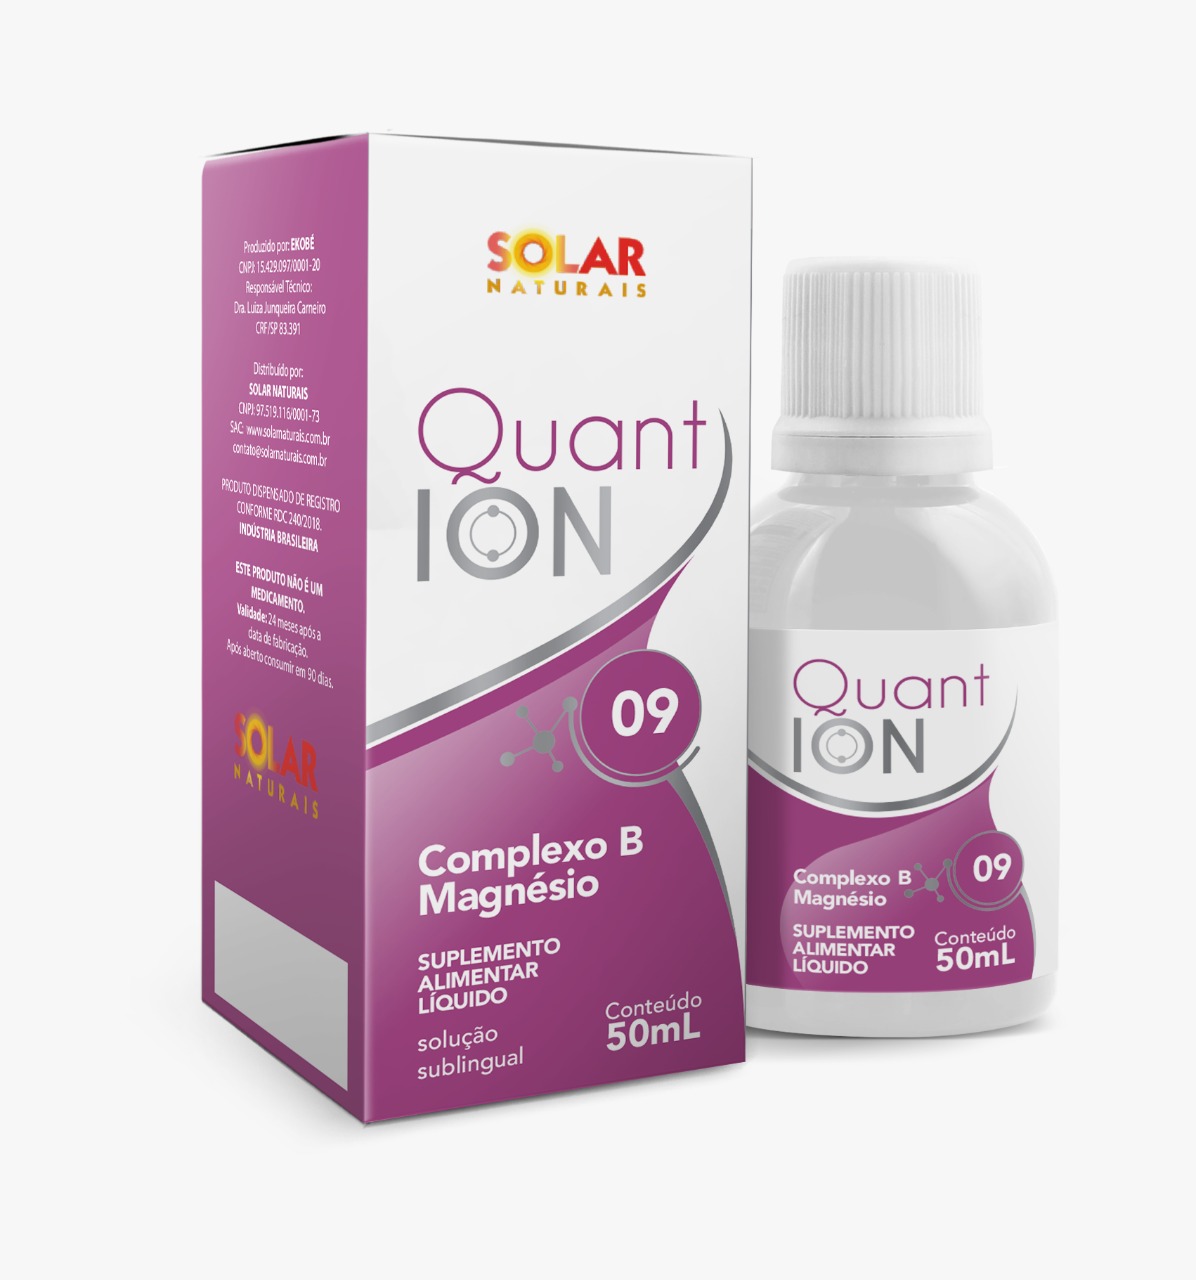 Produzido por: EKOBÉ
CNPJ: 15.429.097/0001-20
Responsável Técnico:
Dra. Luiza Junqueira Carneiro
CRF/SP 83.391
Distribuído por:
SOLAR NATURAIS
CNPJ: 97.519.116/0001-73
SAC: www.solarnaturais.com.br
contato@solarnaturais.com.br
PRODUTO DISPENSADO DE REGISTRO
CONFORME RDC 240/2018.
INDÚSTRIA BRASILEIRA
ESTE PRODUTO NÃO É UM
MEDICAMENTO.
Validade: 24 meses após a
data de fabricação.
Após aberto consumir em 90 dias.
SOLAR
NATURAIS
SOLAR
NATURAIS
Quant
ION
09
Complexo B
Magnésio
SUPLEMENTO
ALIMENTAR
LÍQUIDO
solução
sublingual
Conteúdo
50mL
Quant
ION
09
Complexo B
Magnésio
SUPLEMENTO
ALIMENTAR
LÍQUIDO
Conteúdo
50mL